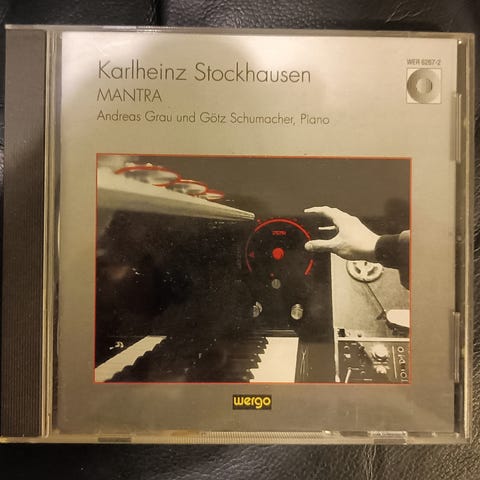 WER 6267-2
Karlheinz Stockhausen
MANTRA
Andreas Grau und Götz Schumacher, Piano
wergo